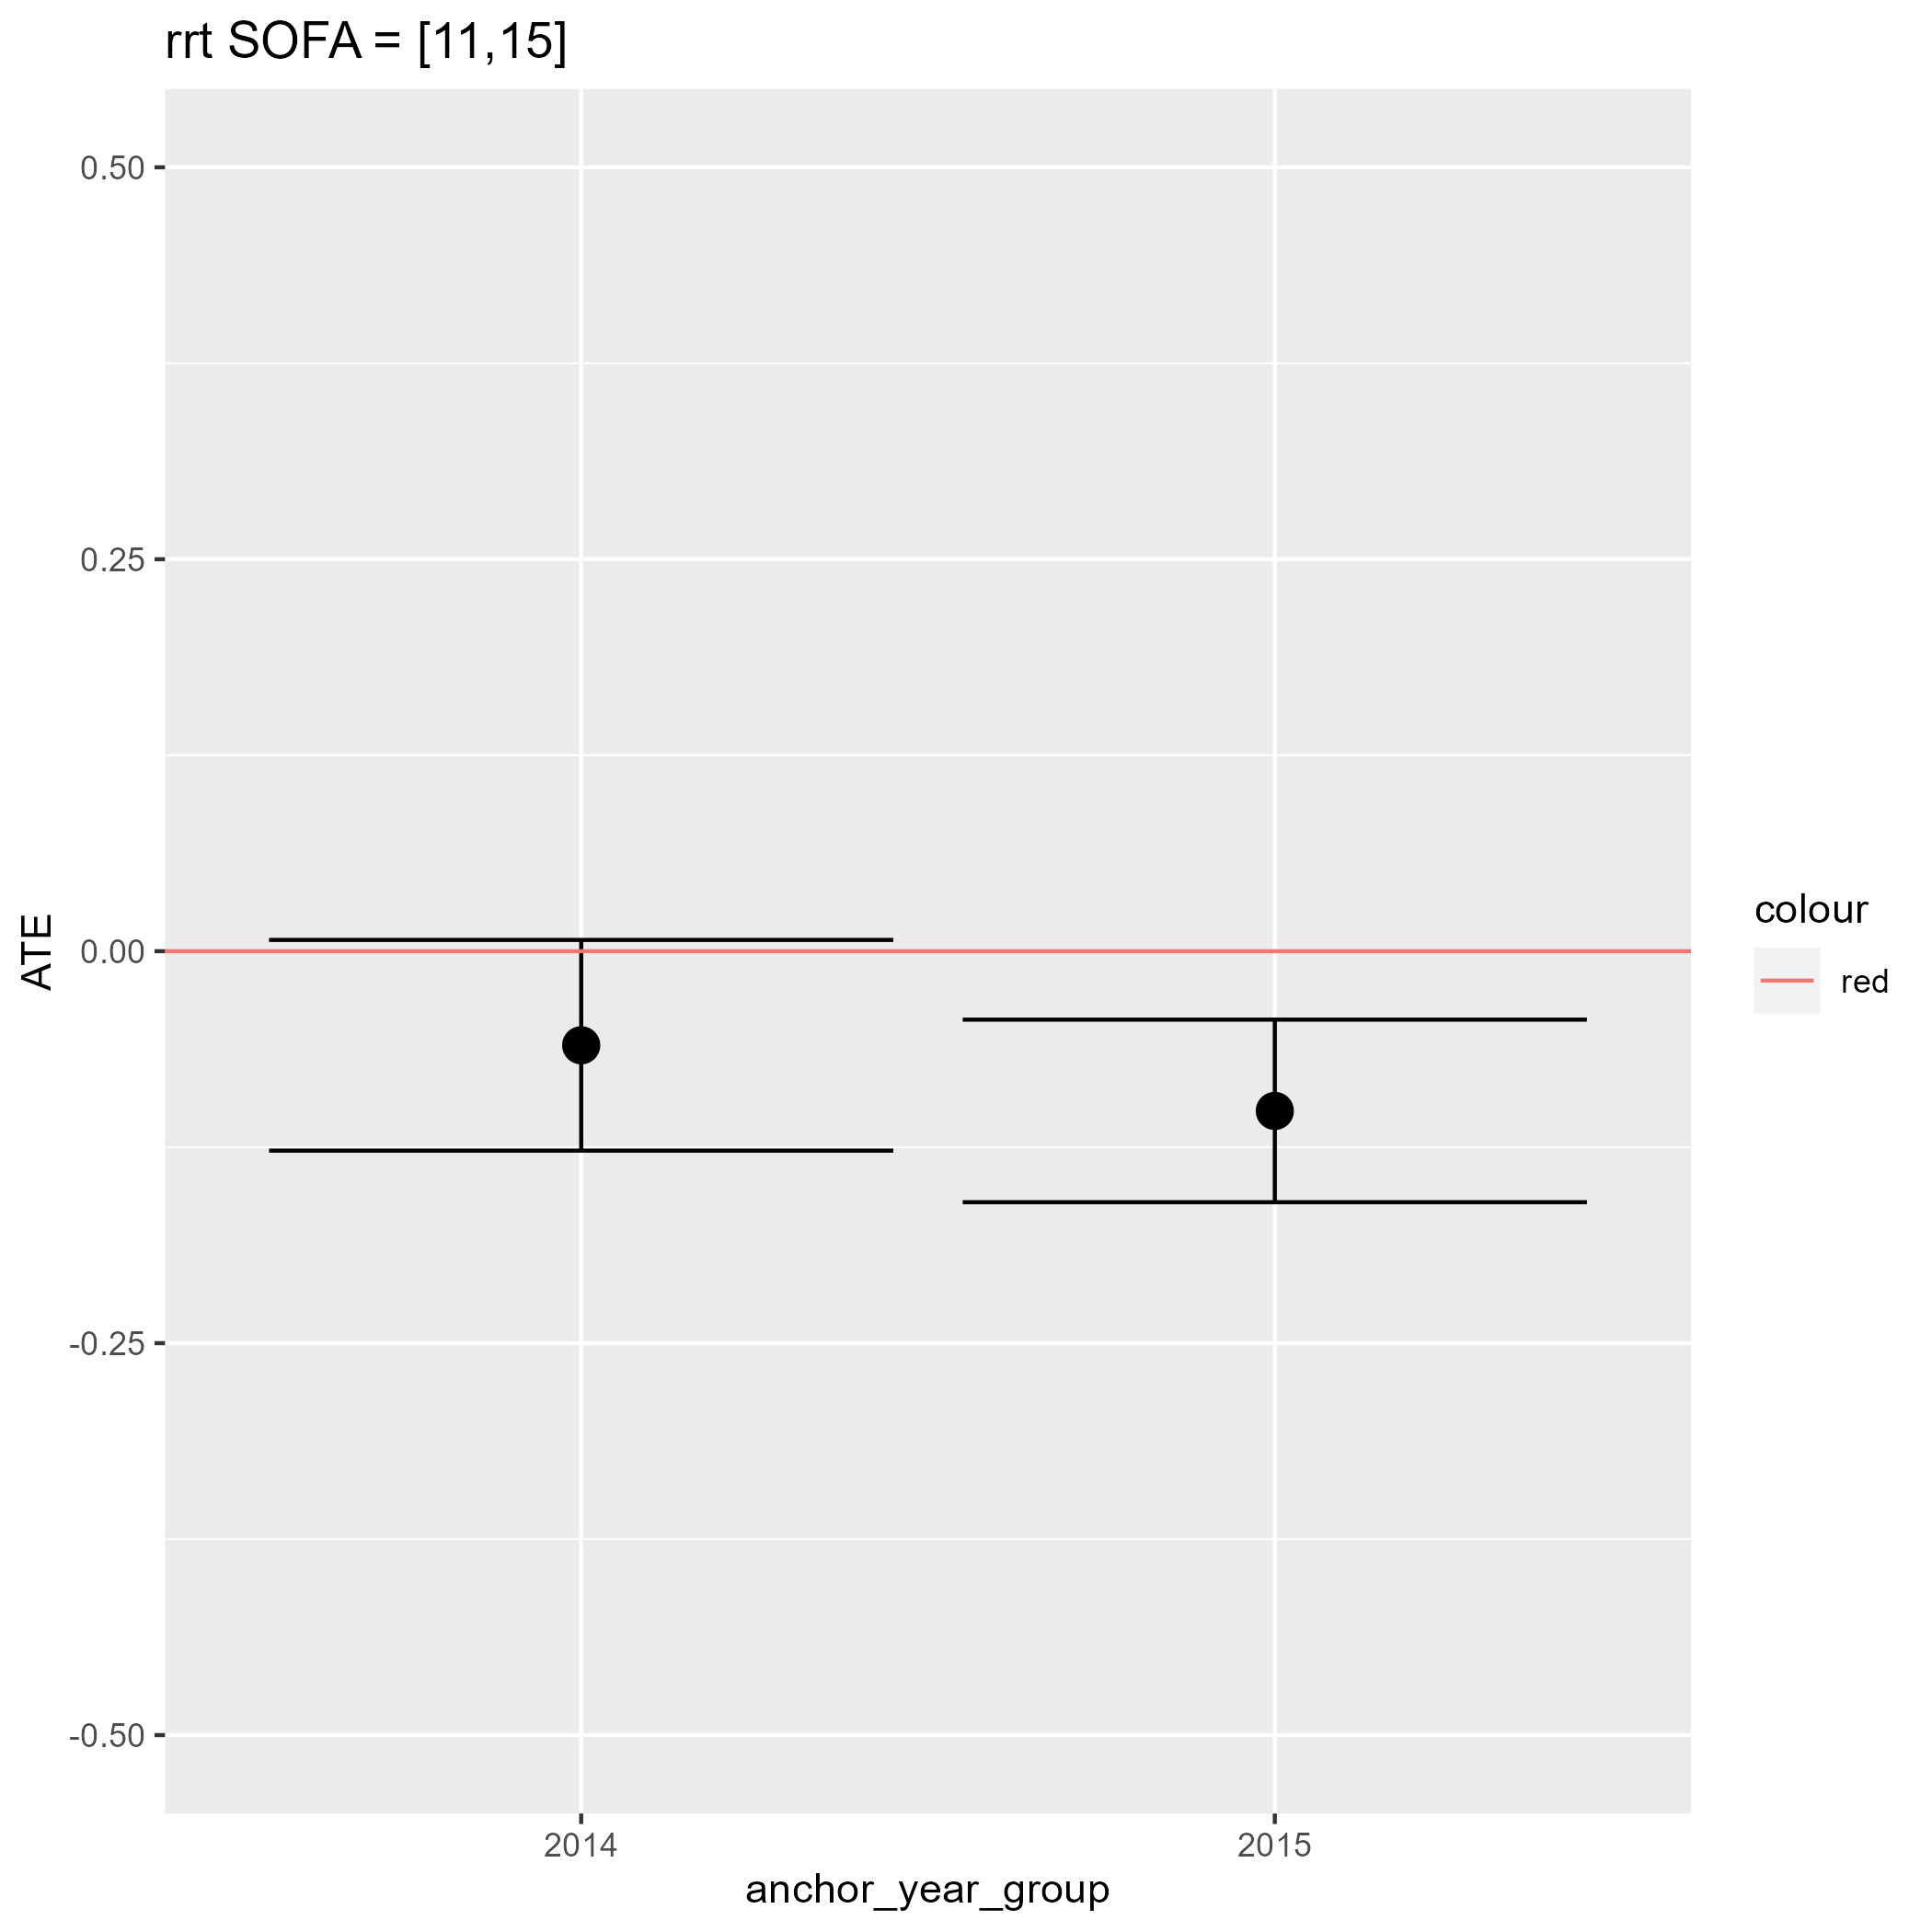 rrt SOFA = [11,15]
0.50
0.25
0.00
-0.25
-0.50
ATE
2014
2015
anchor_year_group
colour
red